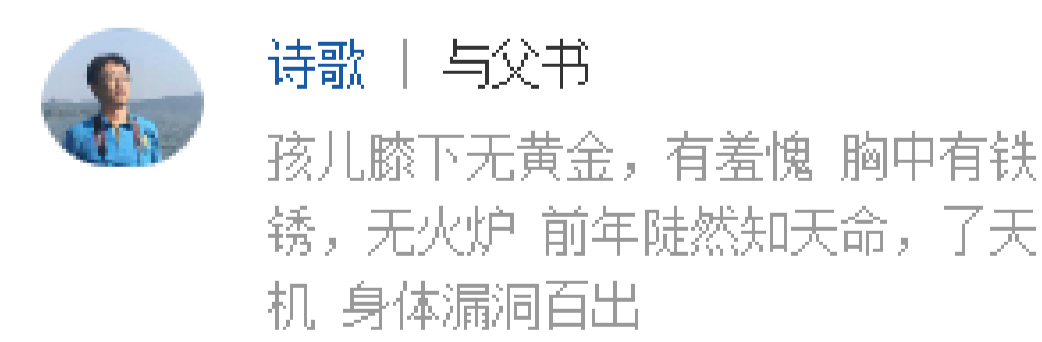 诗歌 | 与父书
孩儿膝下无黄金，有羞愧 胸中有铁
锈，无火炉 前年陡然知天命，了天
机 身体漏洞百出